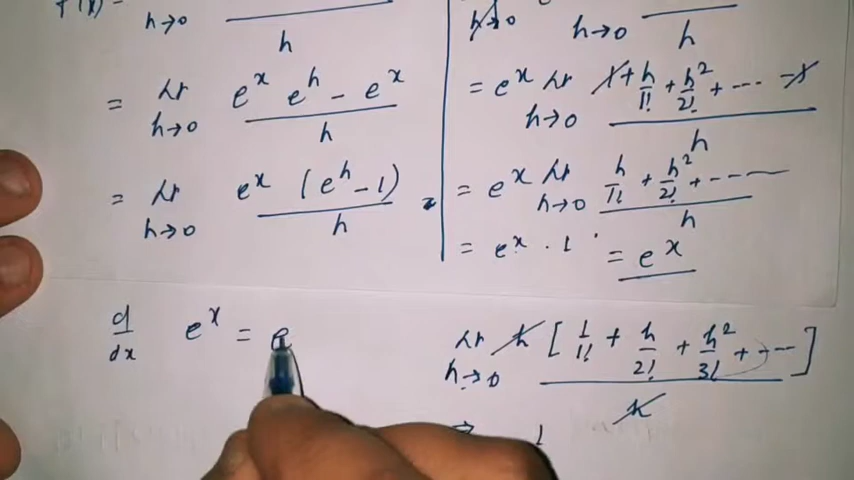 f(x) =
h→0 h
= Lt e^x e^h - e^x
h→0 h
= Lt e^x (e^h - 1)
h→0 h
h→0 h→0 h
= e^x Lt 1 + h/1! + h²/2! + ---- - 1
h→0 h
= e^x Lt h/1! + h²/2! + ----
h→0 h
= e^x . 1 = e^x
d/dx e^x = e
Lt h [ 1/1! + h/2! + h²/3! + --- ]
h→0 h
1